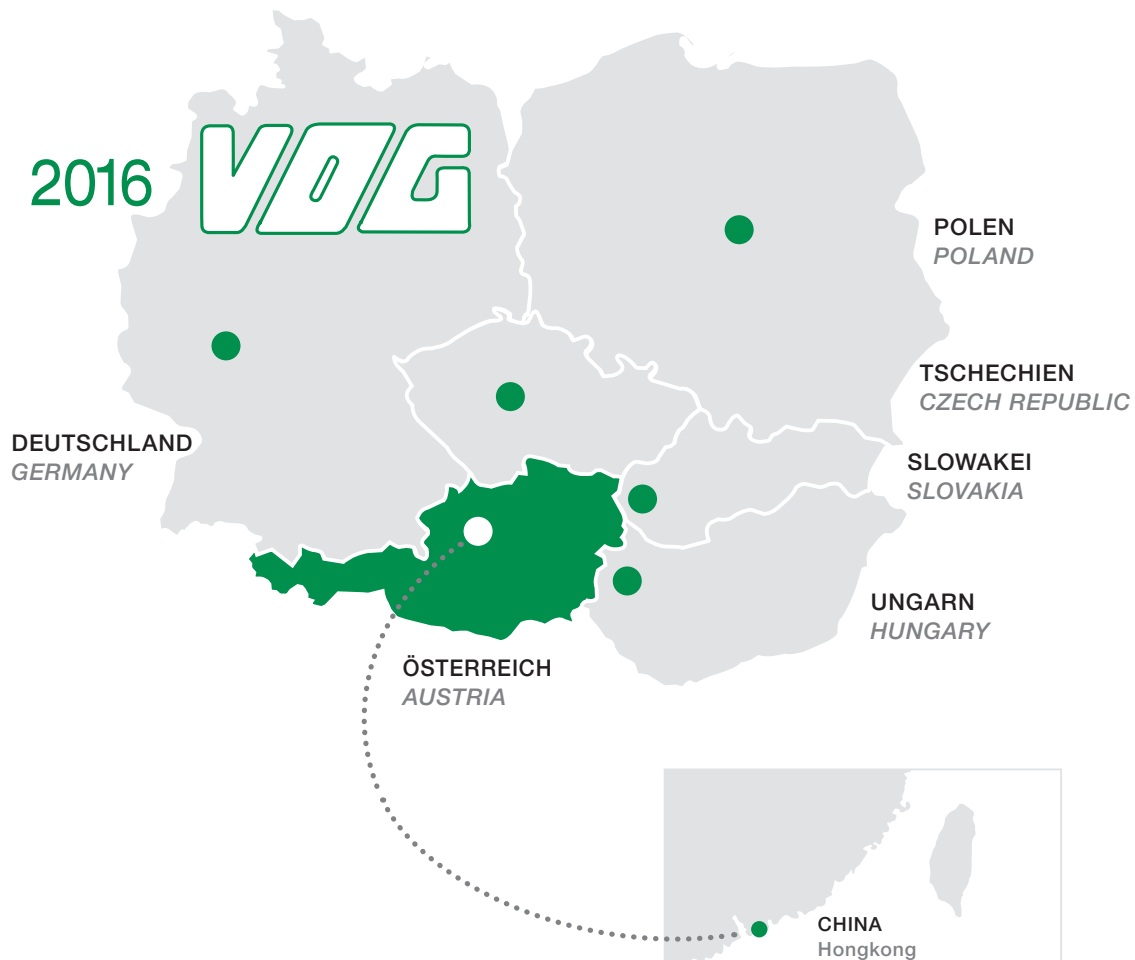 2016 VOG
POLEN
POLAND
TSCHECHIEN
CZECH REPUBLIC
DEUTSCHLAND
GERMANY
SLOWAKEI
SLOVAKIA
UNGARN
HUNGARY
ÖSTERREICH
AUSTRIA
CHINA
Hongkong